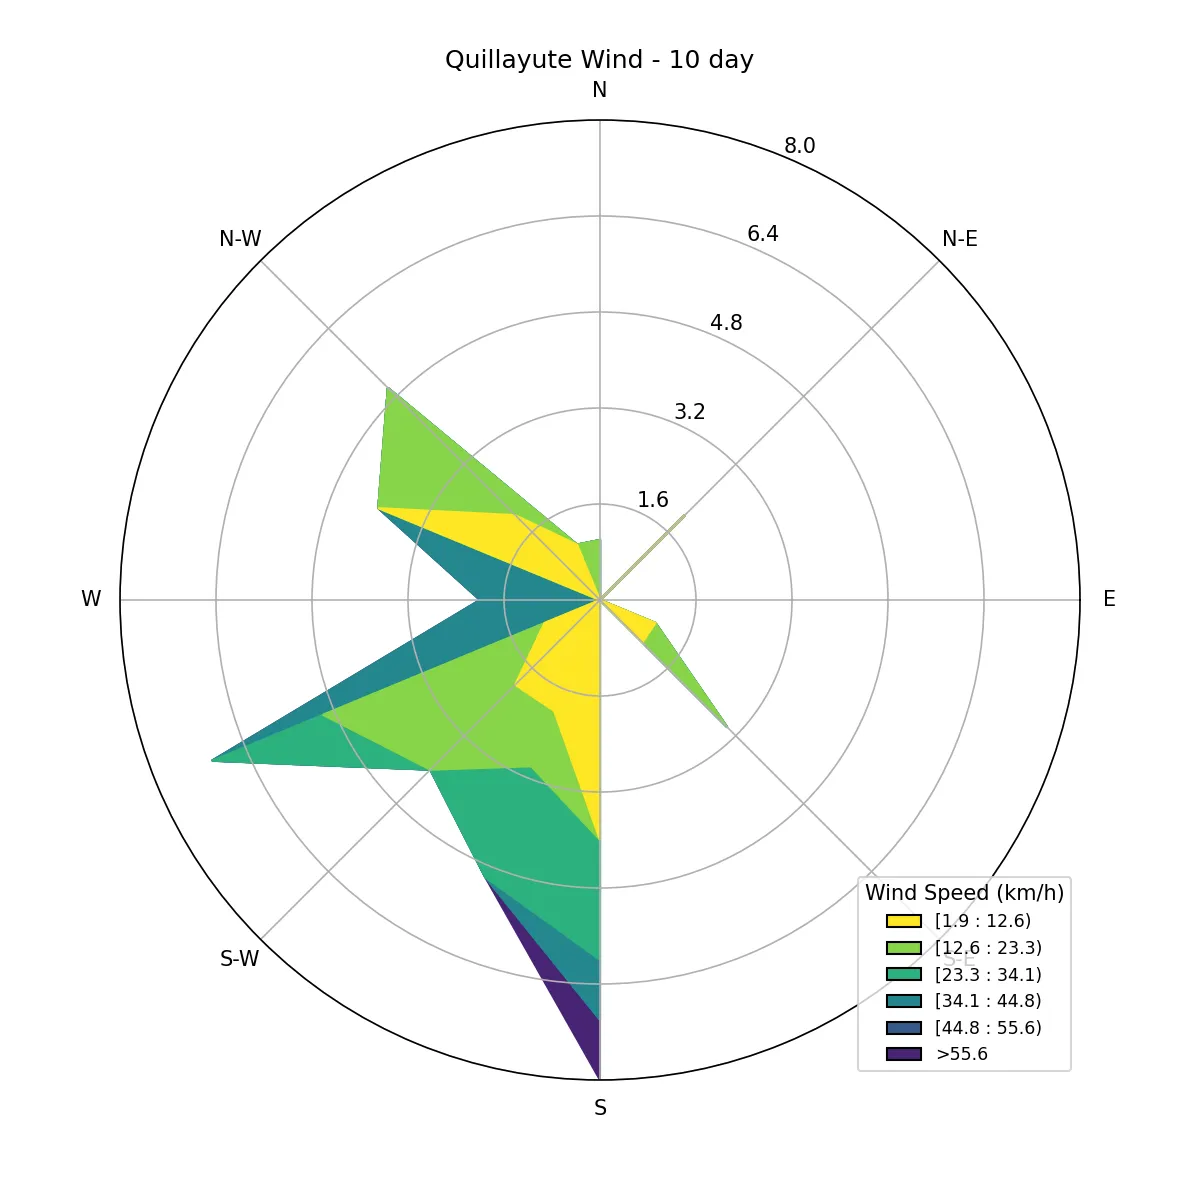 Quillayute Wind - 10 day
N
8.0
6.4
N-W
N-E
4.8
3.2
1.6
W
E
S-W
S-E
Wind Speed (km/h)
[1.9 : 12.6)
[12.6 : 23.3)
[23.3 : 34.1)
[34.1 : 44.8)
[44.8 : 55.6)
>55.6
S